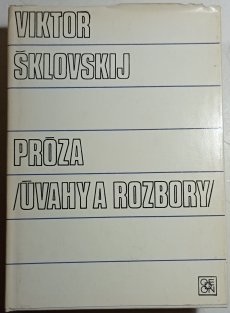 VIKTOR
ŠKLOVSKIJ
PRÓZA
/ÚVAHY A ROZBORY/